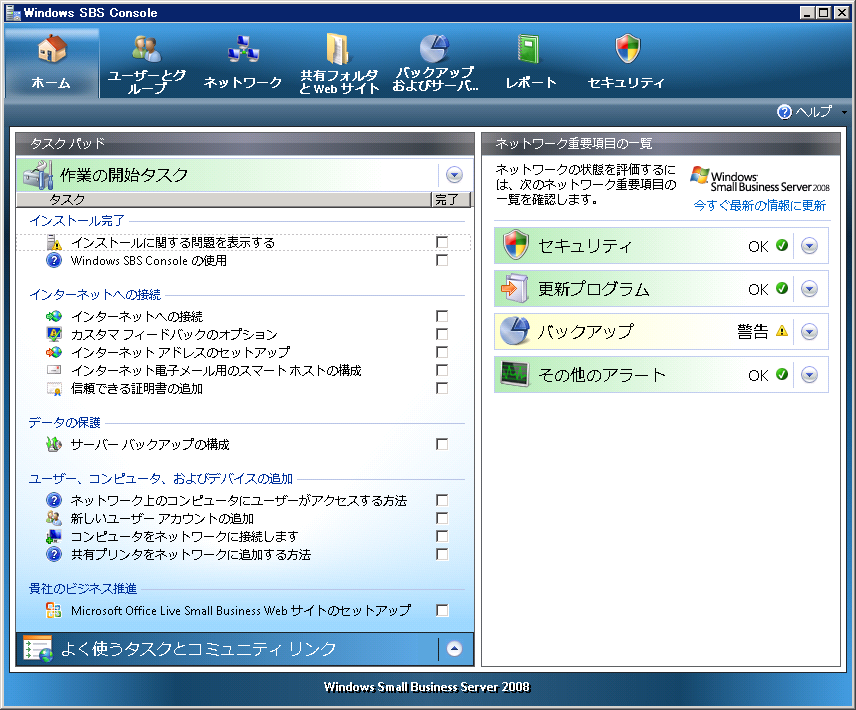 Windows SBS Console
ホーム
ユーザーとグ
ループ
ネットワーク
共有フォルダ
と Web サイト
バックアップ
およびサーバ...
レポート
セキュリティ
ヘルプ
タスク パッド
作業の開始タスク
タスク
完了
インストール完了
インストールに関する問題を表示する
Windows SBS Console の使用
インターネットへの接続
インターネットへの接続
カスタマ フィードバックのオプション
インターネット アドレスのセットアップ
インターネット電子メール用のスマート ホストの構成
信頼できる証明書の追加
データの保護
サーバー バックアップの構成
ユーザー、コンピュータ、およびデバイスの追加
ネットワーク上のコンピュータにユーザーがアクセスする方法
新しいユーザー アカウントの追加
コンピュータをネットワークに接続します
共有プリンタをネットワークに追加する方法
貴社のビジネス推進
Microsoft Office Live Small Business Web サイトのセットアップ
よく使うタスクとコミュニティ リンク
ネットワーク重要項目の一覧
ネットワークの状態を評価するに
は、次のネットワーク重要項目の
一覧を確認します。
Windows
Small Business Server 2008
今すぐ最新の情報に更新
セキュリティ OK
更新プログラム OK
バックアップ 警告
その他のアラート OK
Windows Small Business Server 2008